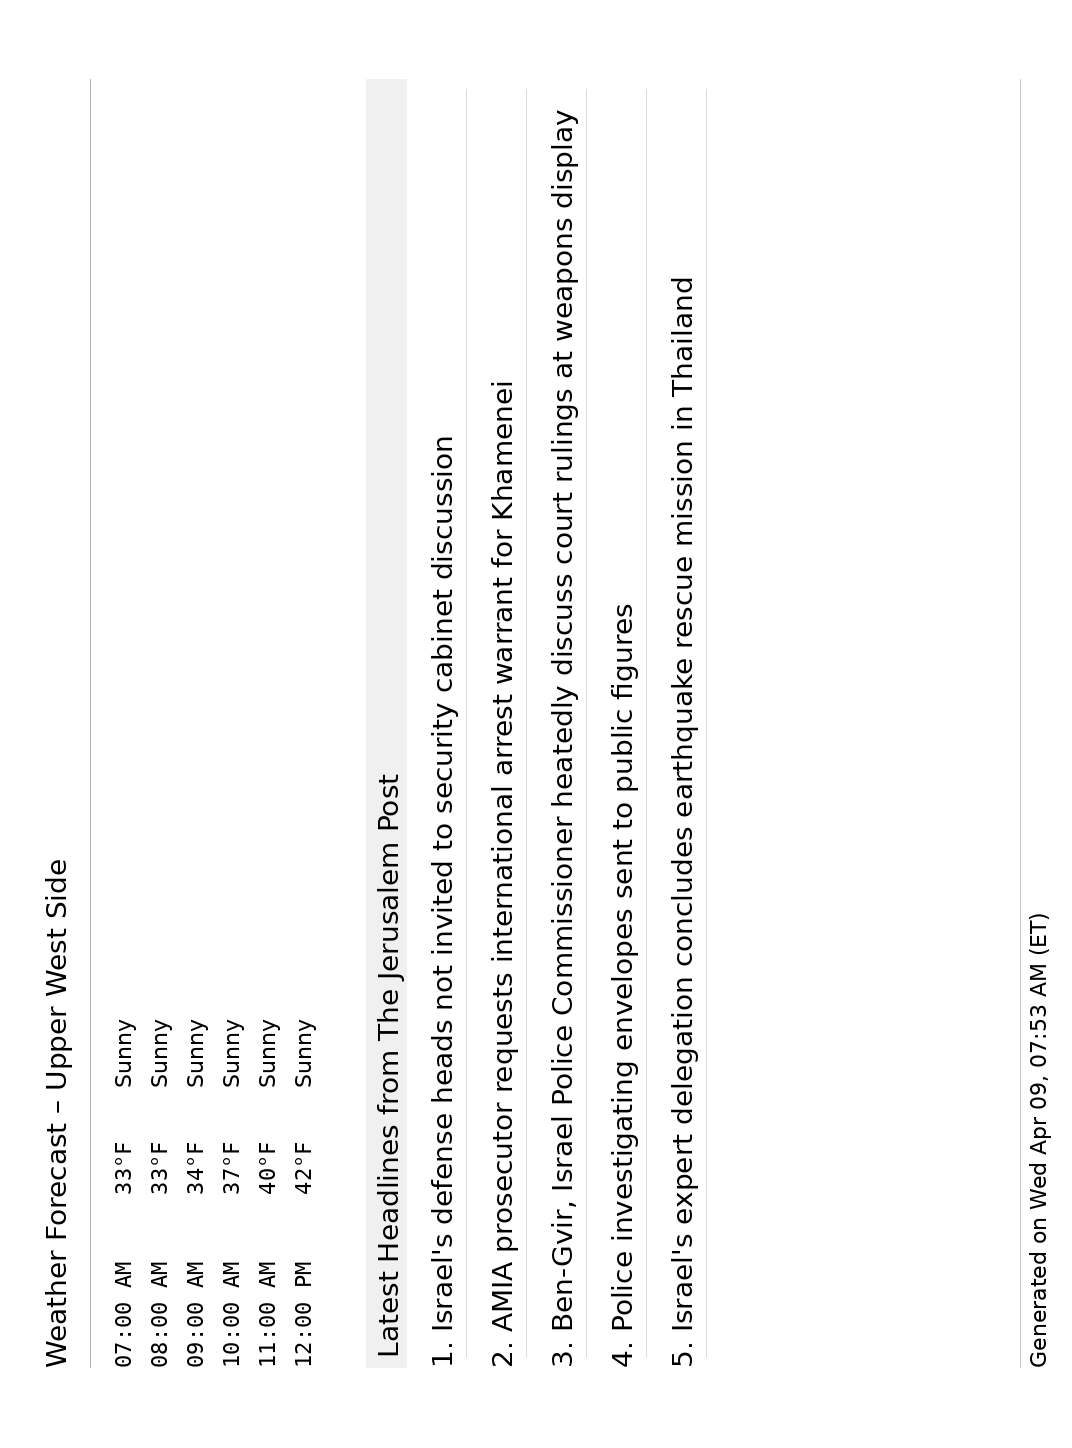 Weather Forecast – Upper West Side
07:00 AM 33°F Sunny
08:00 AM 33°F Sunny
09:00 AM 34°F Sunny
10:00 AM 37°F Sunny
11:00 AM 40°F Sunny
12:00 PM 42°F Sunny
Latest Headlines from The Jerusalem Post
1. Israel's defense heads not invited to security cabinet discussion
2. AMIA prosecutor requests international arrest warrant for Khamenei
3. Ben-Gvir, Israel Police Commissioner heatedly discuss court rulings at weapons display
4. Police investigating envelopes sent to public figures
5. Israel's expert delegation concludes earthquake rescue mission in Thailand
Generated on Wed Apr 09, 07:53 AM (ET)